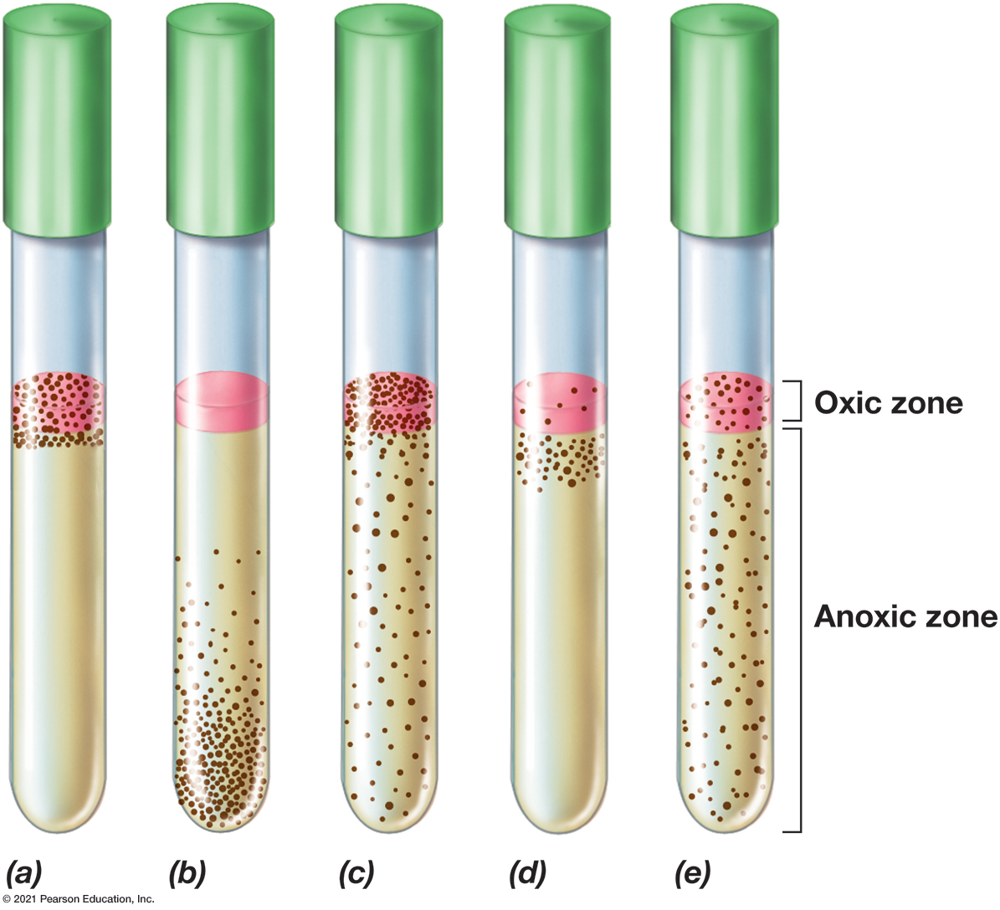 Oxic zone
Anoxic zone
(a) (b) (c) (d) (e)
© 2021 Pearson Education, Inc.